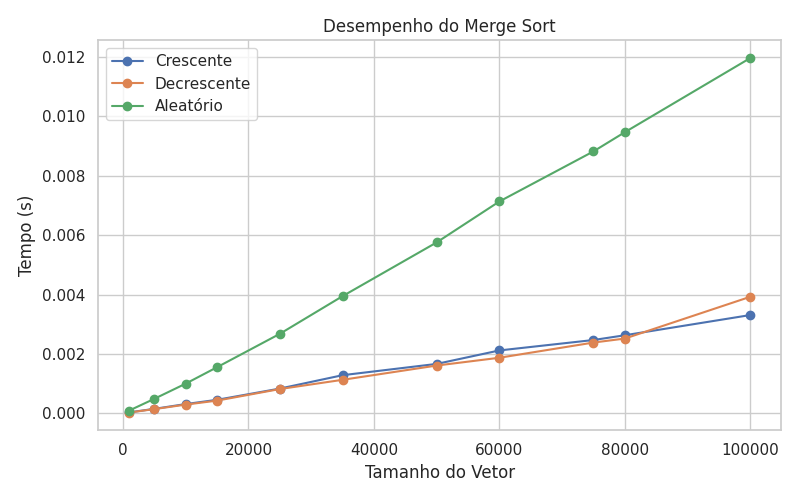 Desempenho do Merge Sort
Crescente
Decrescente
Aleatório
0.012
0.010
0.008
0.006
0.004
0.002
0.000
Tempo (s)
0 20000 40000 60000 80000 100000
Tamanho do Vetor